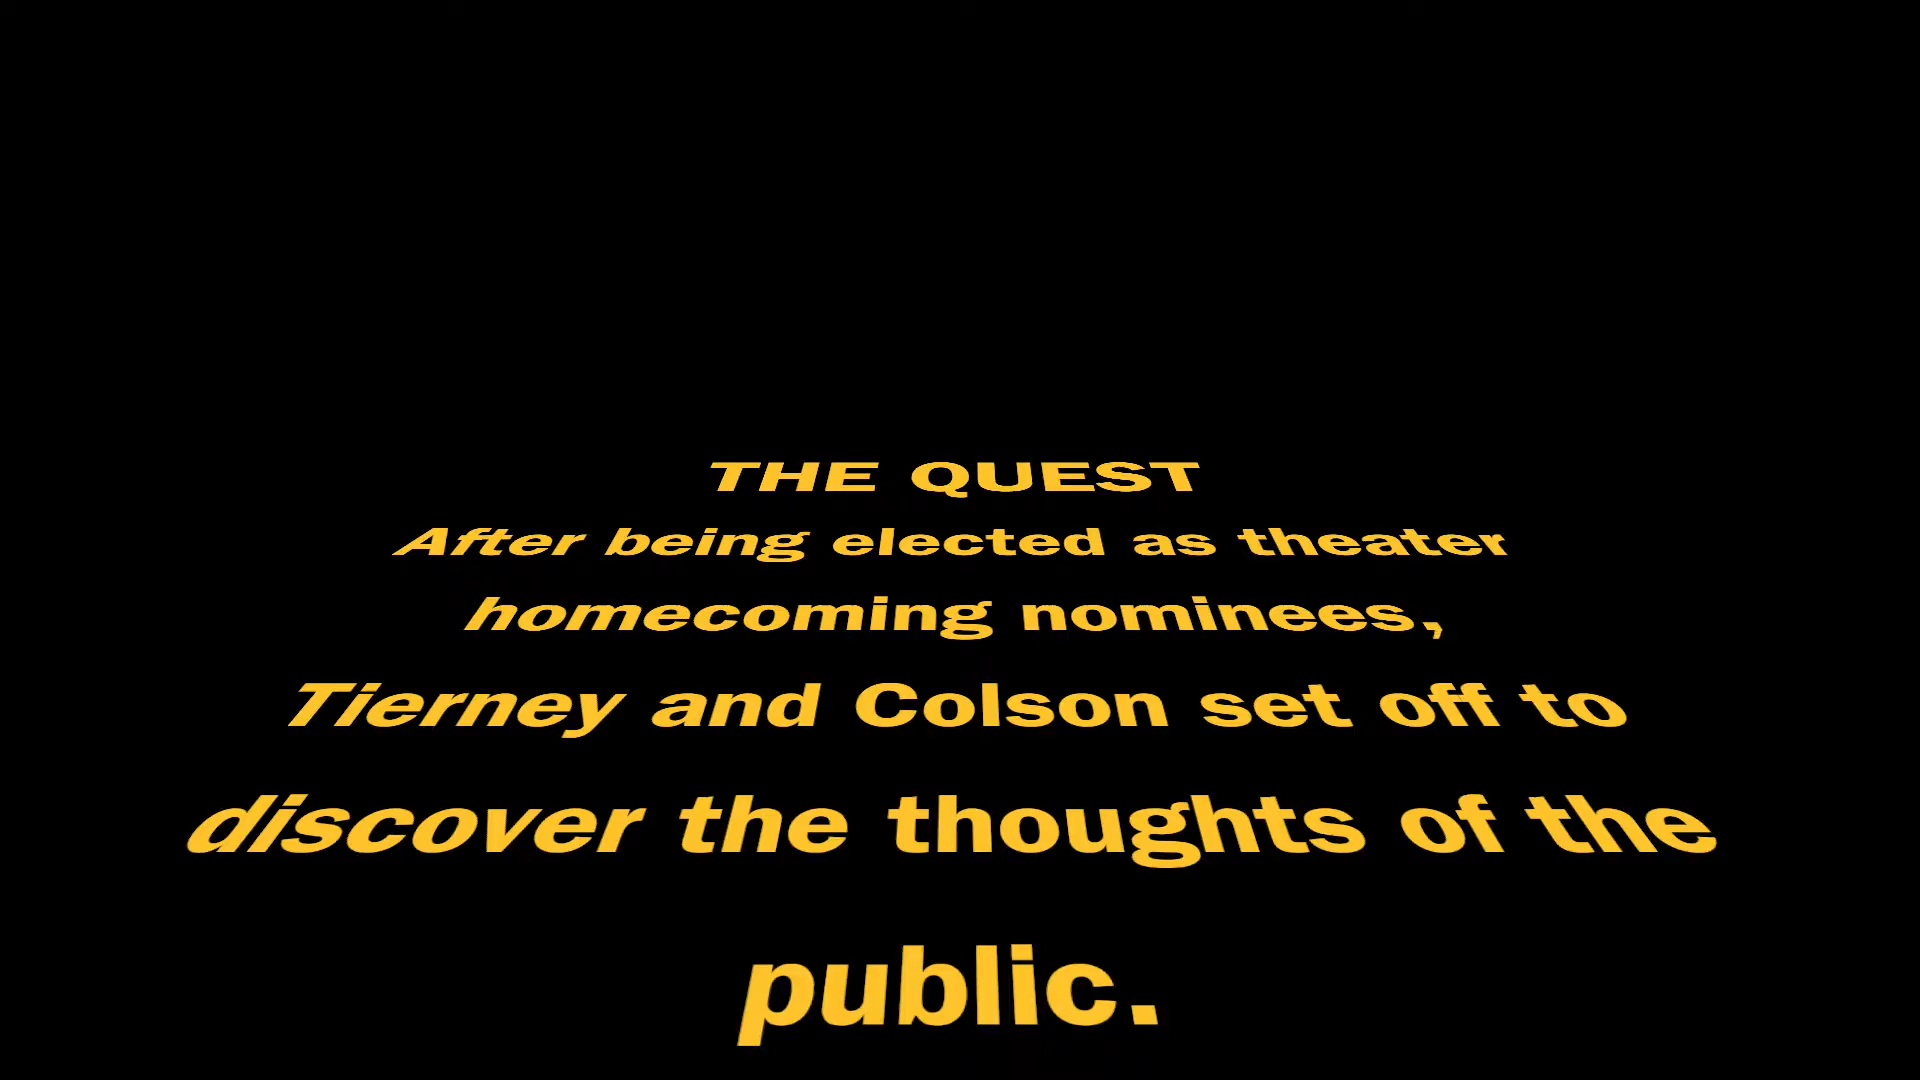 THE QUEST
After being elected as theater
homecoming nominees,
Tierney and Colson set off to
discover the thoughts of the
public.